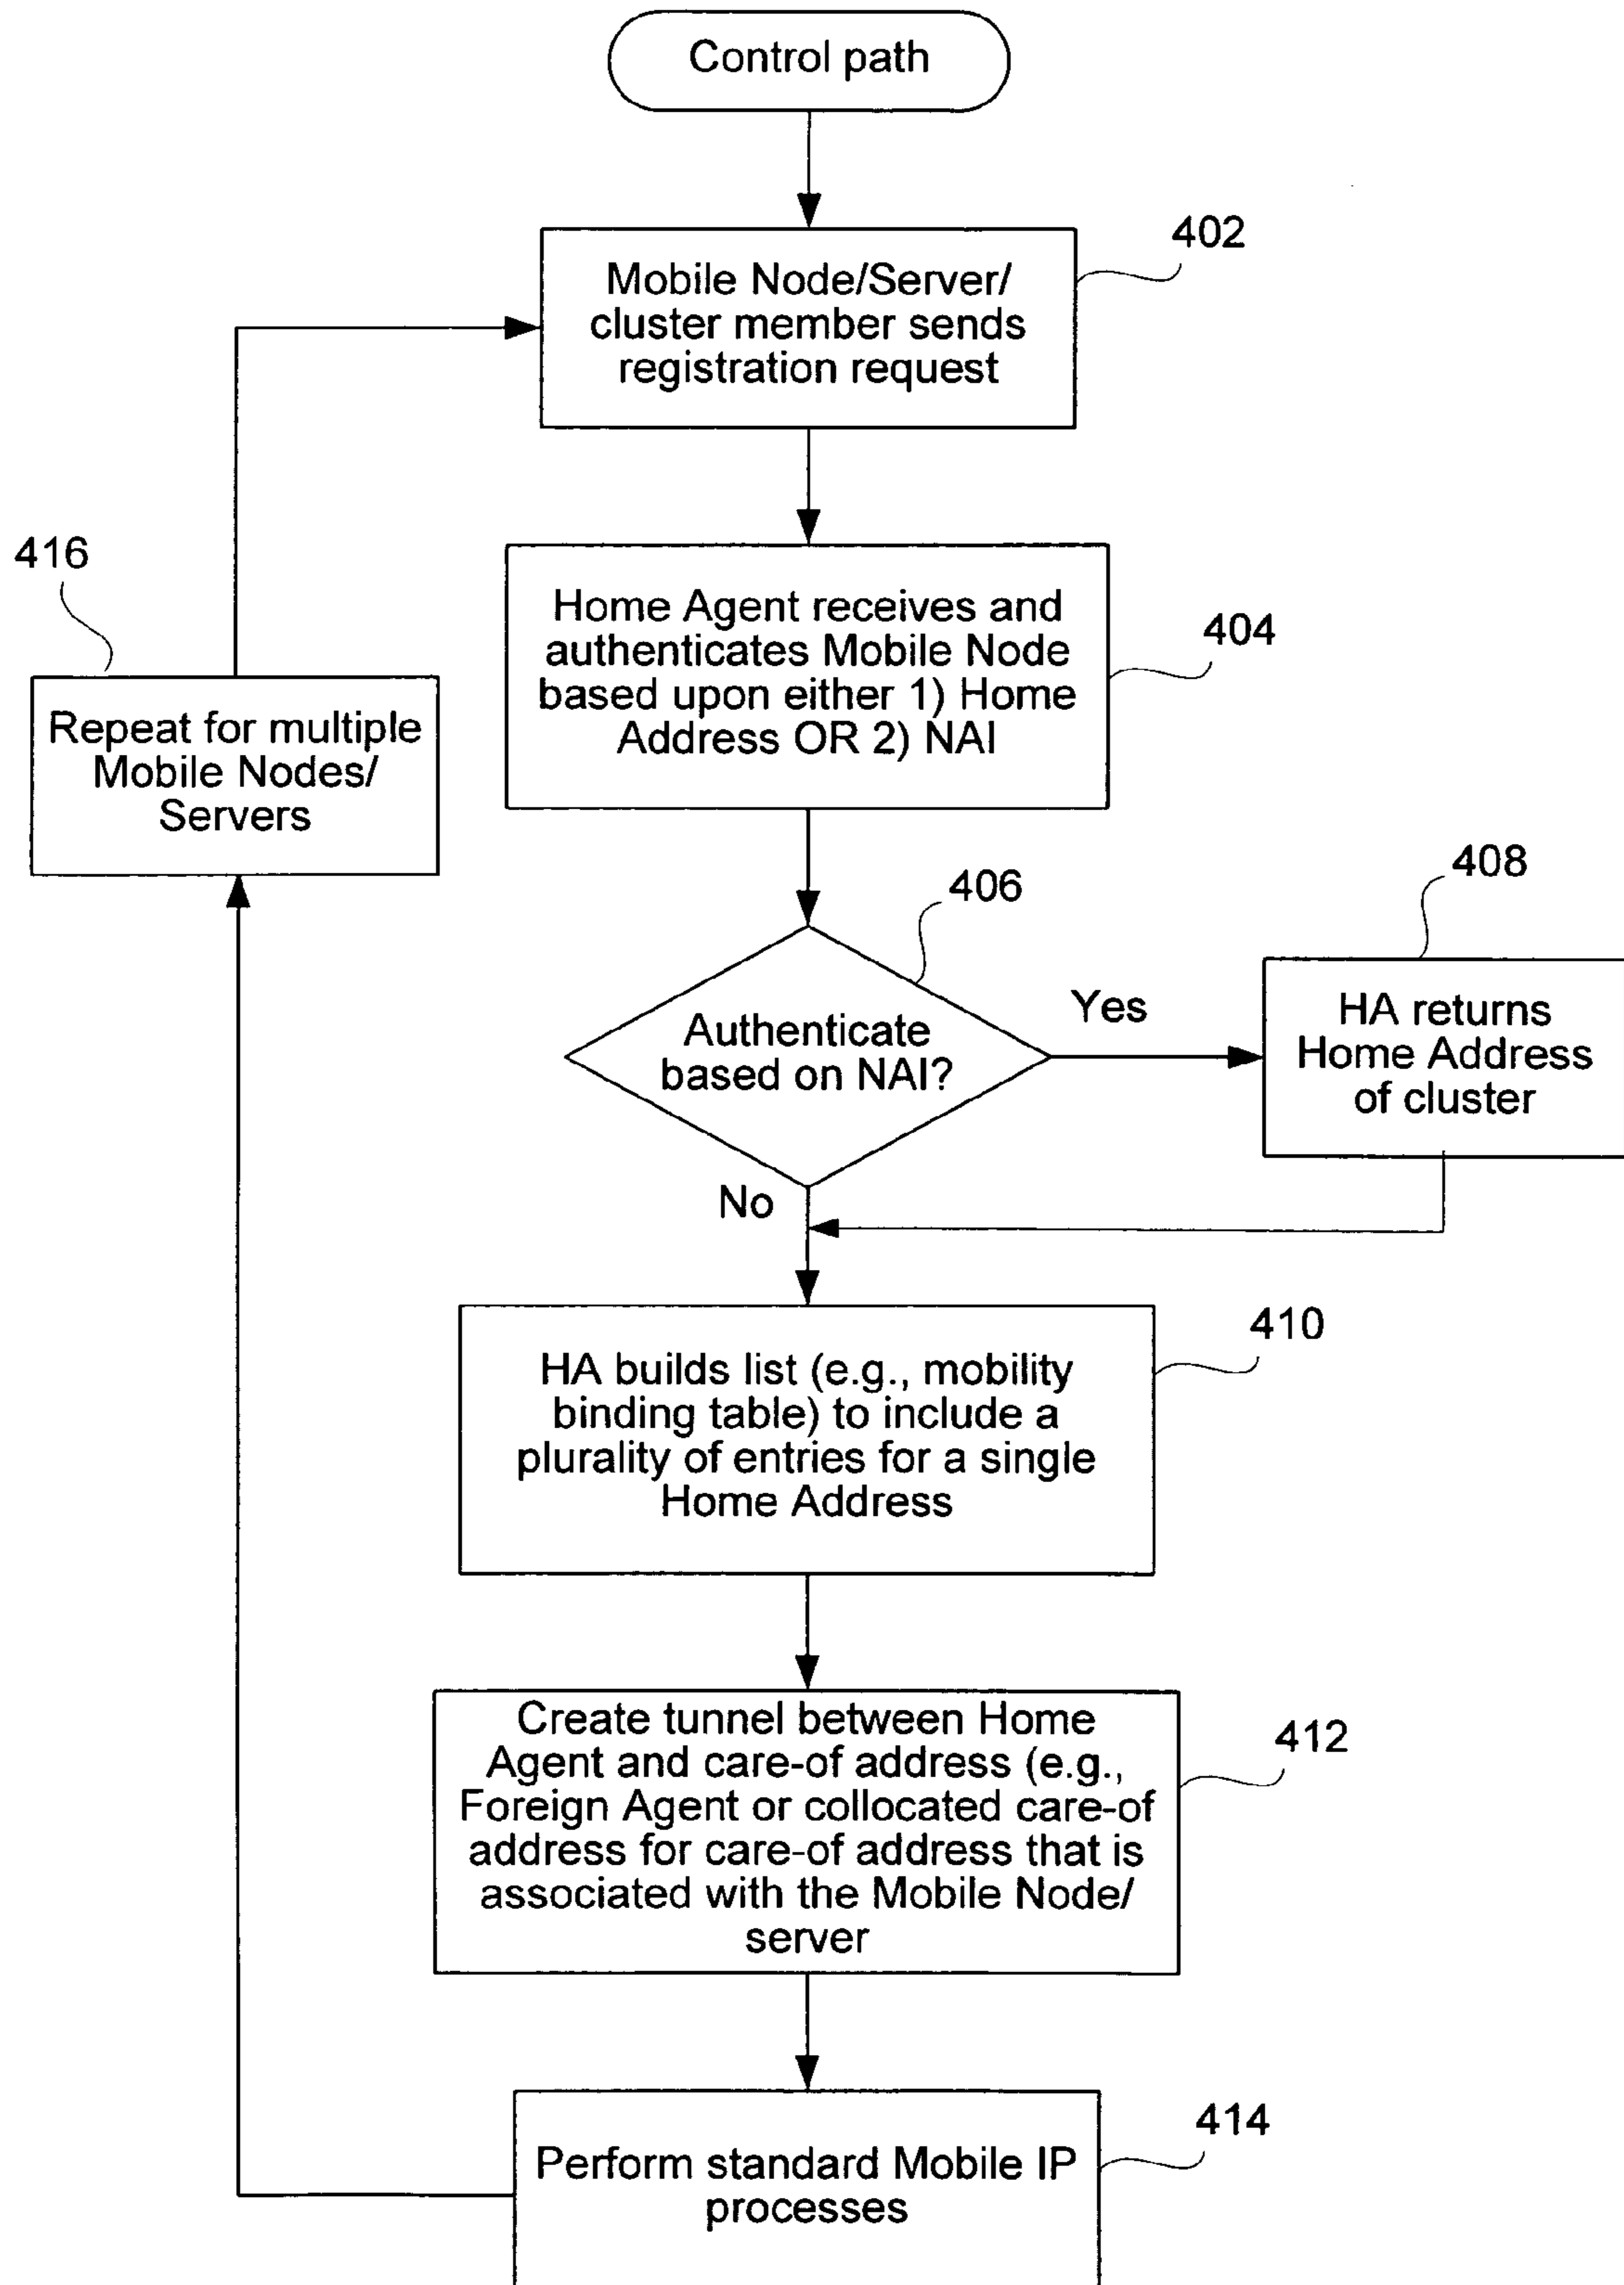 Control path
402
Mobile Node/Server/
cluster member sends
registration request
416
Repeat for multiple
Mobile Nodes/
Servers
404
Home Agent receives and
authenticates Mobile Node
based upon either 1) Home
Address OR 2) NAI
406
Authenticate
based on NAI?
Yes
408
HA returns
Home Address
of cluster
No
410
HA builds list (e.g., mobility
binding table) to include a
plurality of entries for a single
Home Address
412
Create tunnel between Home
Agent and care-of address (e.g.,
Foreign Agent or collocated care-of
address for care-of address that is
associated with the Mobile Node/
server
414
Perform standard Mobile IP
processes